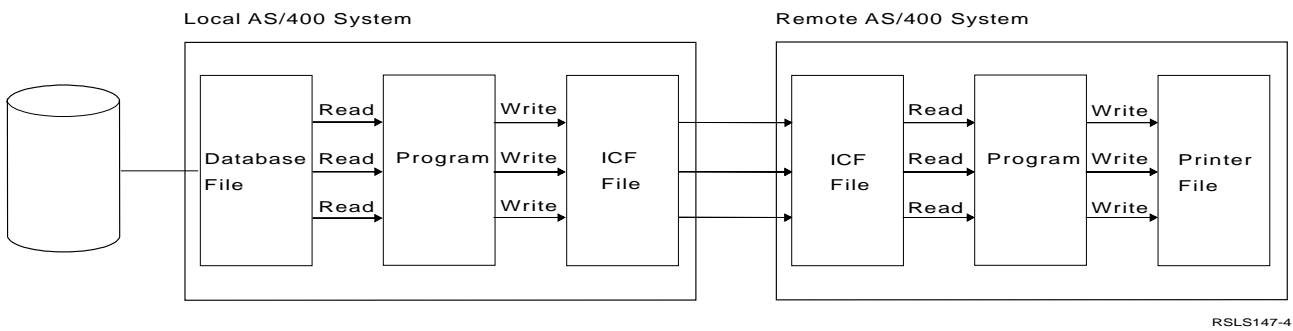 Local AS/400 System
Remote AS/400 System
Read
Write
Read
Write
Database
File
Read
Program
Write
ICF
File
ICF
File
Read
Program
Write
Printer
File
Read
Write
Read
Write
RSLS147-4